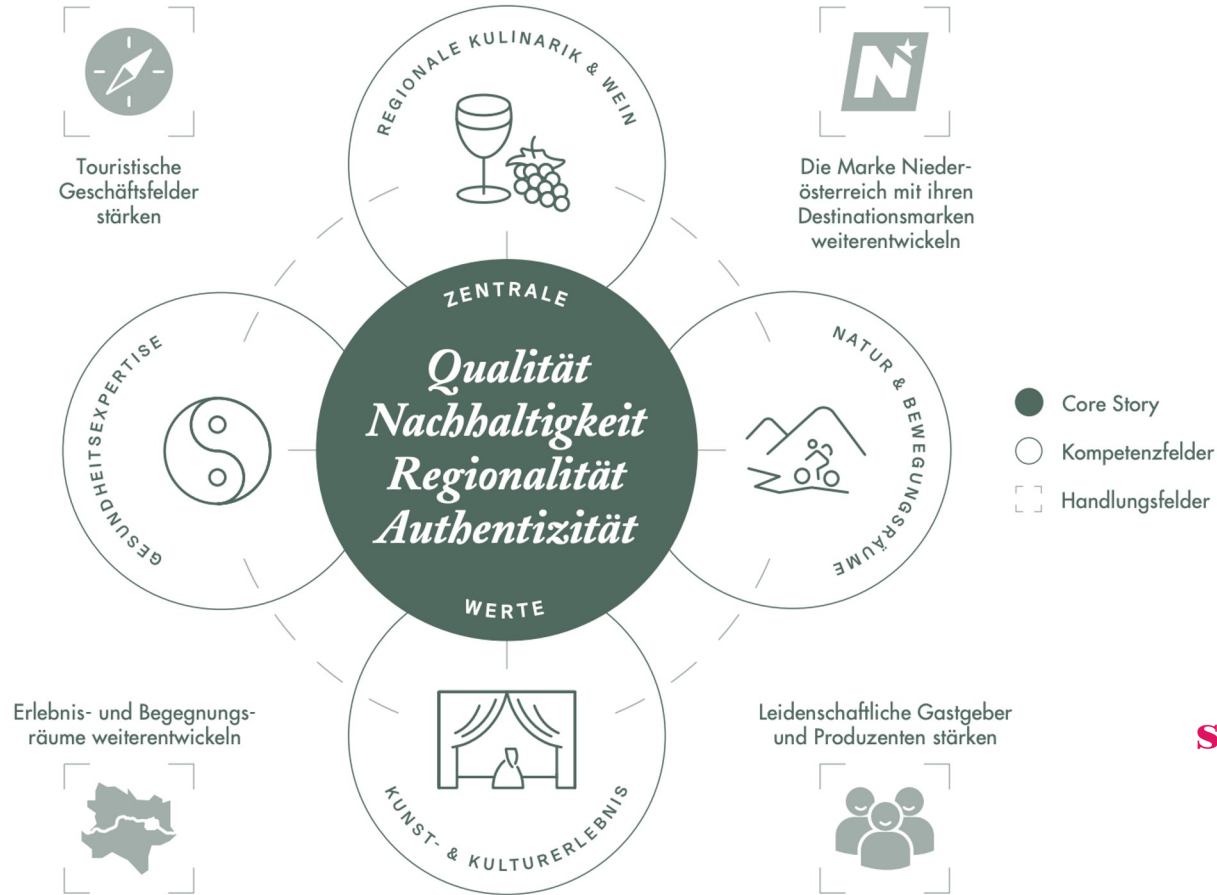 REGIONALE KULINARIK & WEIN
Touristische
Geschäftsfelder
stärken
N
Die Marke Nieder-
österreich mit ihren
Destinationsmarken
weiterentwickeln
GESUNDHEITSEXPERTISE
ZENTRALE
Qualität
Nachhaltigkeit
Regionalität
Authentizität
WERTE
NATUR & BEWEGUNGSRÄUME
Core Story
Kompetenzfelder
Handlungsfelder
Erlebnis- und Begegnungs-
räume weiterentwickeln
KUNST- & KULTURERLEBNIS
Leidenschaftliche Gastgeber
und Produzenten stärken
s